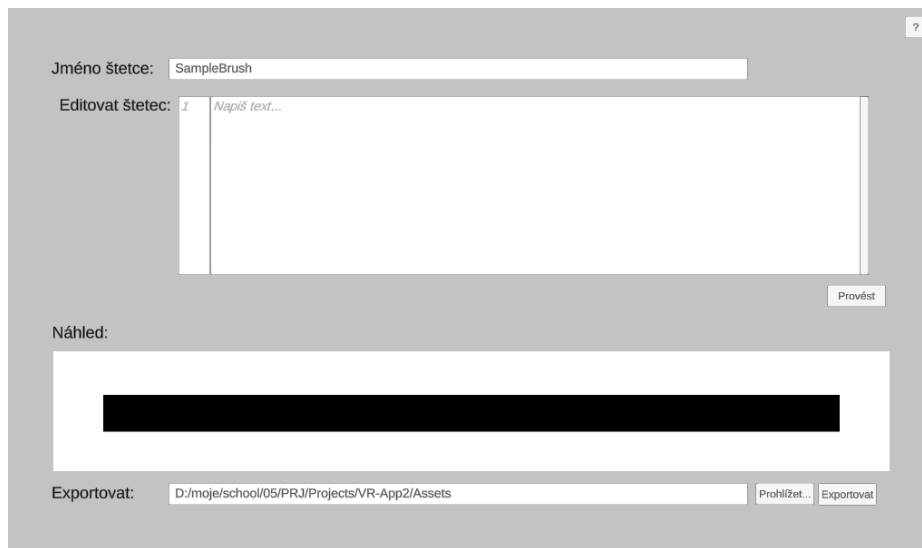 ?
Jméno štetce: SampleBrush
Editovat štetec: 1 Napiš text...
Provést
Náhled:
Exportovat: D:/moje/school/05/PRJ/Projects/VR-App2/Assets Prohlížet... Exportovat